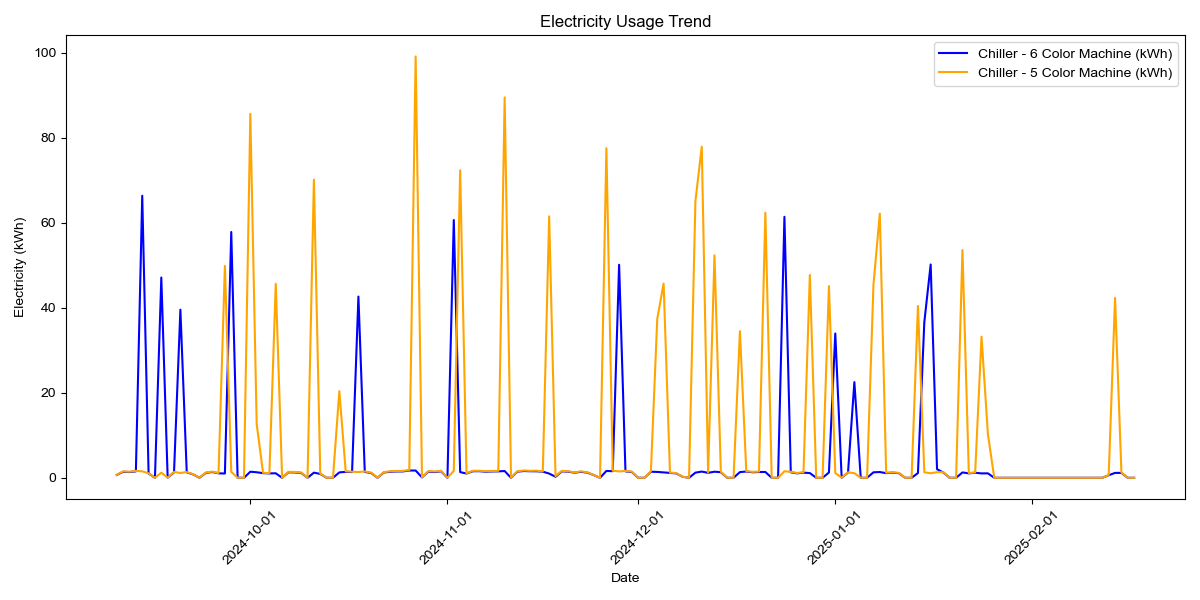 Electricity Usage Trend
Chiller - 6 Color Machine (kWh)
Chiller - 5 Color Machine (kWh)
Electricity (kWh)
100
80
60
40
20
0
2024-10-01
2024-11-01
2024-12-01
2025-01-01
2025-02-01
Date